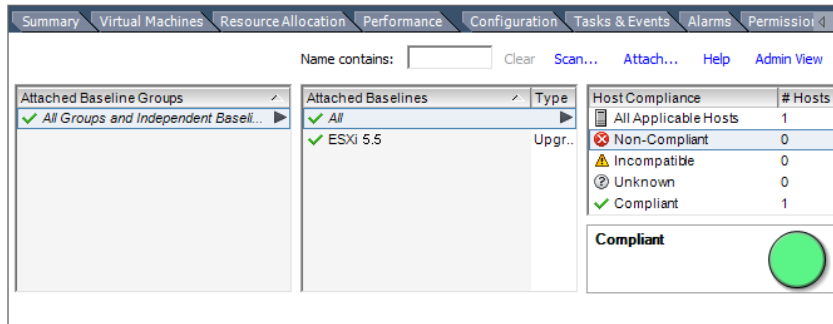 Summary Virtual Machines Resource Allocation Performance Configuration Tasks & Events Alarms
Name contains: Clear Scan... Attach... Help Admin View
Attached Baseline Groups
All Groups and Independent Baseli...
Attached Baselines Type
All
ESXi 5.5 Upgr..
Host Compliance # Hosts
All Applicable Hosts 1
Non-Compliant 0
Incompatible 0
Unknown 0
Compliant 1
Compliant